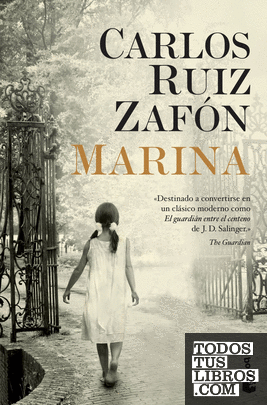 CARLOS
RUIZ
ZAFÓN
MARINA
«Destinado a convertirse en
un clásico moderno como
El guardián entre el centeno
de J. D. Salinger.»
The Guardian
TODOS
TUS
LIBROS
.COM